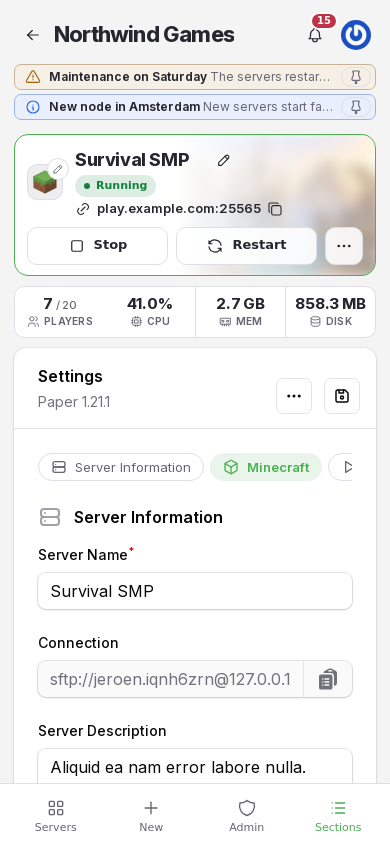 Northwind Games
15
Maintenance on Saturday The servers restar...
New node in Amsterdam New servers start fa...
Survival SMP
Running
play.example.com:25565
Stop
Restart
7 / 20
PLAYERS
41.0%
CPU
2.7 GB
MEM
858.3 MB
DISK
Settings
Paper 1.21.1
Server Information
Minecraft
Server Information
Server Name*
Survival SMP
Connection
sftp://jeroen.iqnh6zrn@127.0.0.1
Server Description
Aliquid ea nam error labore nulla.
Servers
New
Admin
Sections